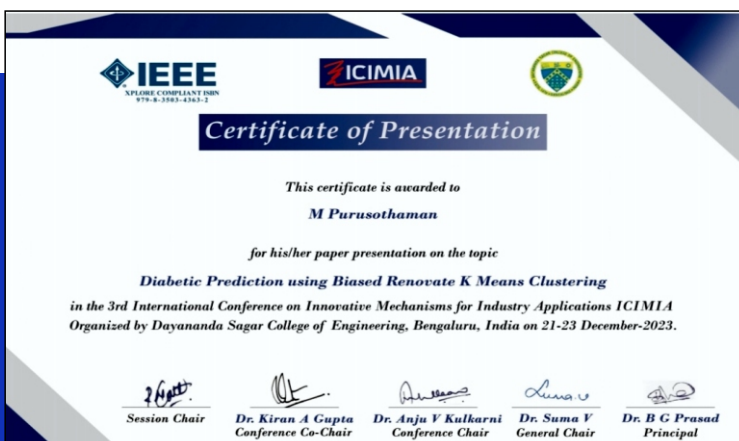 IEEE
XPLORE COMPLIANT ISBN
979-8-3503-4363-2
ICIMIA
Certificate of Presentation
This certificate is awarded to
M Purusothaman
for his/her paper presentation on the topic
Diabetic Prediction using Biased Renovate K Means Clustering
in the 3rd International Conference on Innovative Mechanisms for Industry Applications ICIMIA
Organized by Dayananda Sagar College of Engineering, Bengaluru, India on 21-23 December-2023.
Session Chair
Dr. Kiran A Gupta
Conference Co-Chair
Dr. Anju V Kulkarni
Conference Chair
Suma.V
Dr. Suma V
General Chair
Dr. B G Prasad
Principal